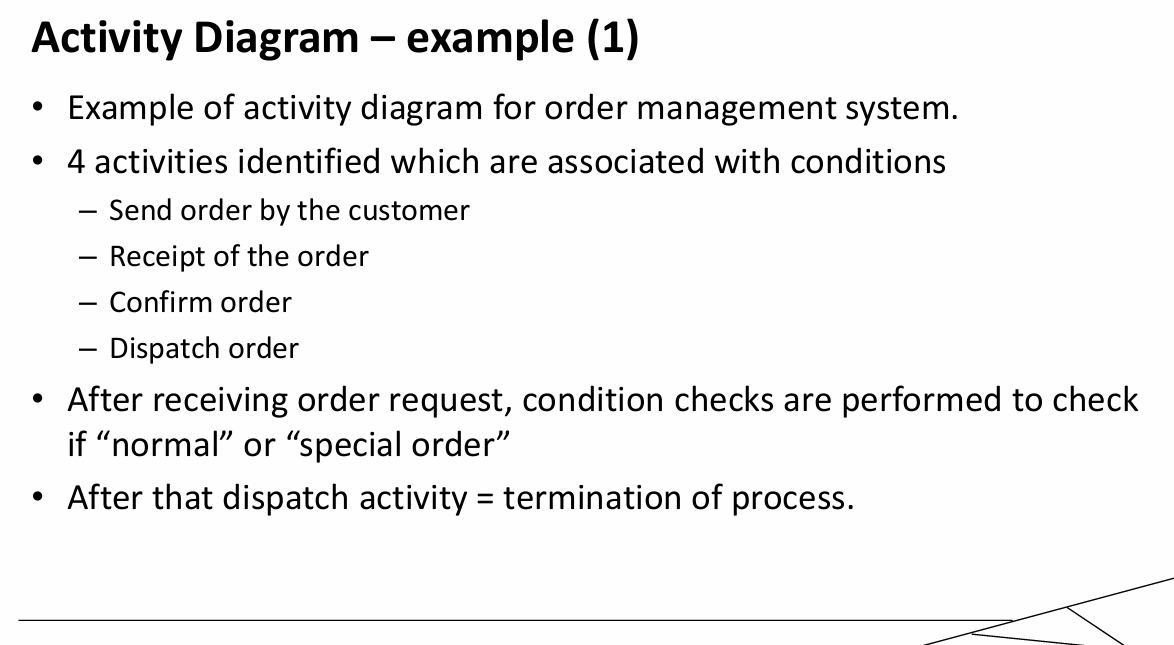 Activity Diagram – example (1)
• Example of activity diagram for order management system.
• 4 activities identified which are associated with conditions
– Send order by the customer
– Receipt of the order
– Confirm order
– Dispatch order
• After receiving order request, condition checks are performed to check
if “normal” or “special order”
• After that dispatch activity = termination of process.